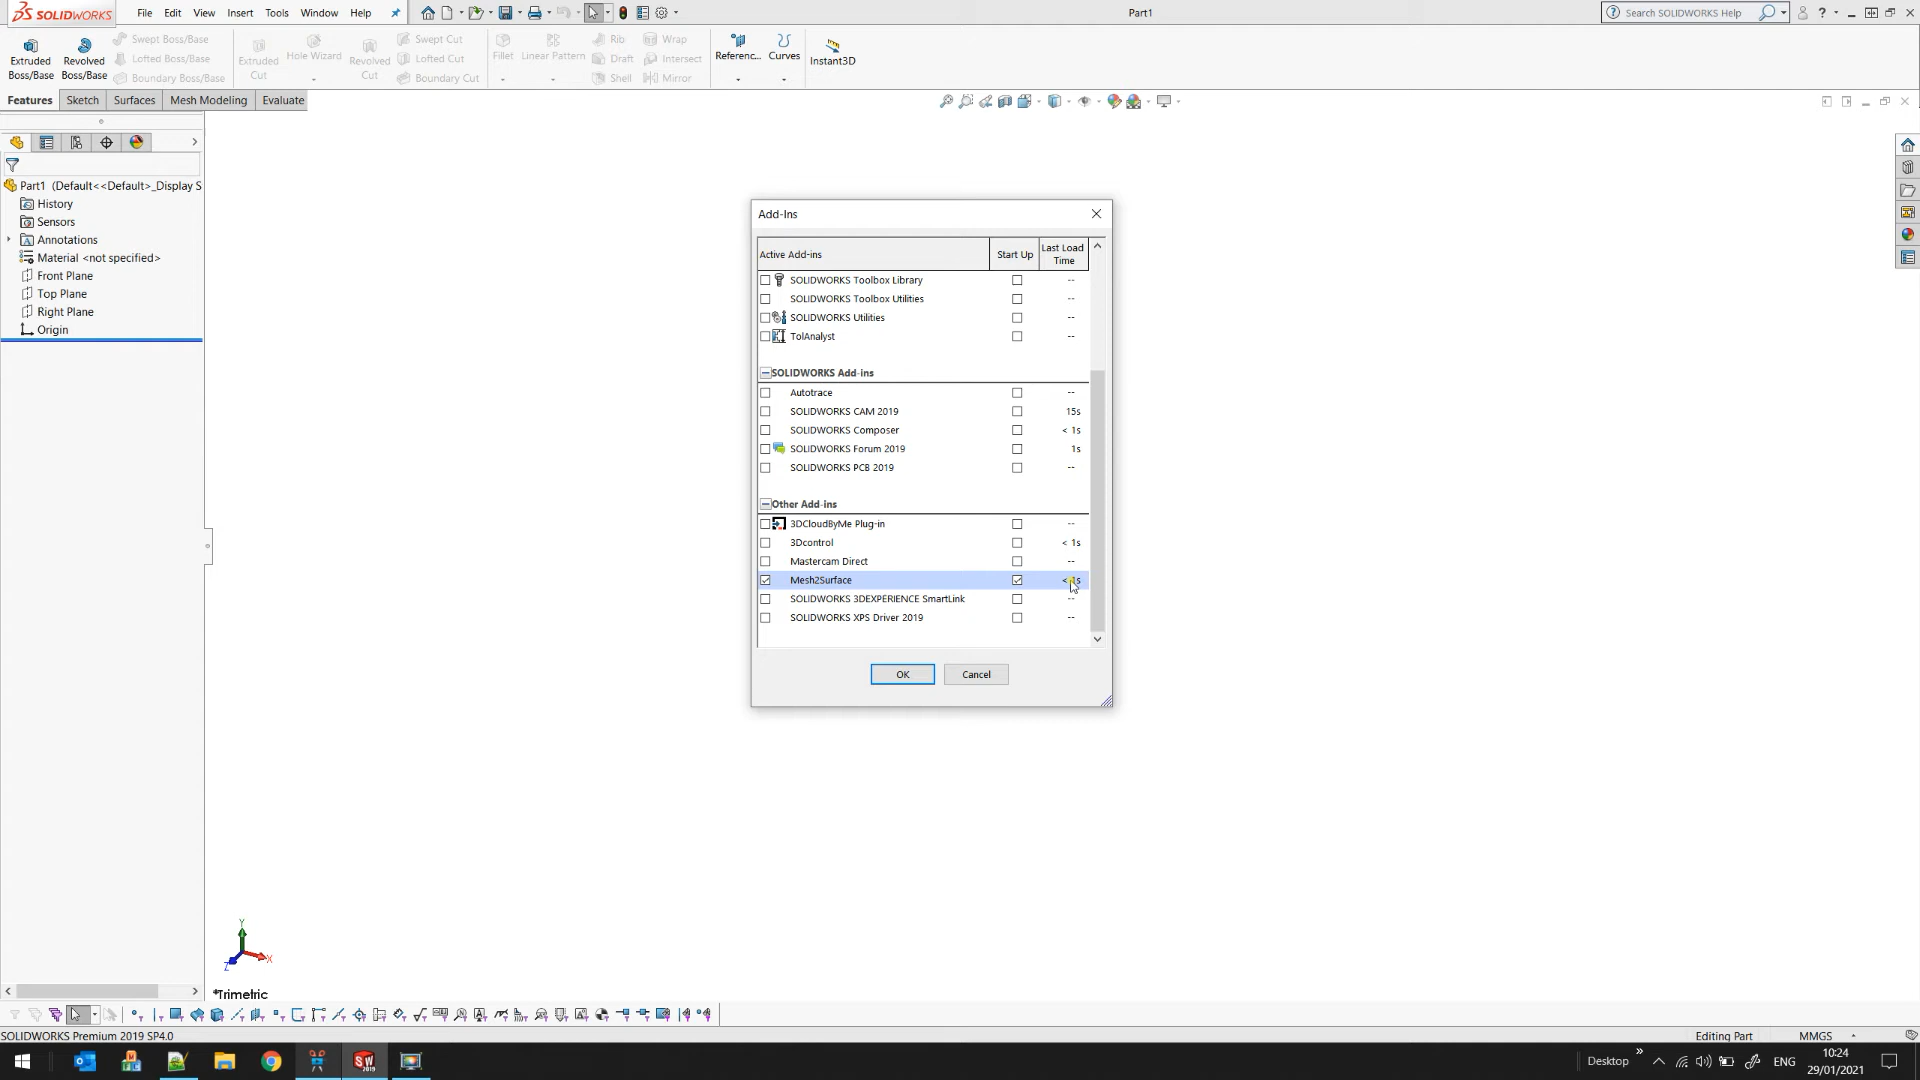 SOLIDWORKS File Edit View Insert Tools Window Help Part1 Search SOLIDWORKS Help
Extruded Boss/Base
Revolved Boss/Base
Swept Boss/Base
Lofted Boss/Base
Boundary Boss/Base
Extruded Cut
Hole Wizard
Revolved Cut
Swept Cut
Lofted Cut
Boundary Cut
Fillet
Linear Pattern
Rib
Draft
Shell
Wrap
Intersect
Mirror
Referenc...
Curves
Instant3D
Features Sketch Surfaces Mesh Modeling Evaluate
Part1 (Default<<Default>_Display S
History
Sensors
Annotations
Material <not specified>
Front Plane
Top Plane
Right Plane
Origin
Add-Ins
Active Add-ins Start Up Last Load Time
SOLIDWORKS Toolbox Library --
SOLIDWORKS Toolbox Utilities --
SOLIDWORKS Utilities --
TolAnalyst --
SOLIDWORKS Add-ins
Autotrace --
SOLIDWORKS CAM 2019 15s
SOLIDWORKS Composer < 1s
SOLIDWORKS Forum 2019 1s
SOLIDWORKS PCB 2019 --
Other Add-ins
3DCloudByMe Plug-in --
3Dcontrol < 1s
Mastercam Direct --
Mesh2Surface < 1s
SOLIDWORKS 3DEXPERIENCE SmartLink --
SOLIDWORKS XPS Driver 2019 --
OK Cancel
Y
X
Z
*Trimetric
SOLIDWORKS Premium 2019 SP4.0 Editing Part MMGS
Desktop ENG 10:24
29/01/2021